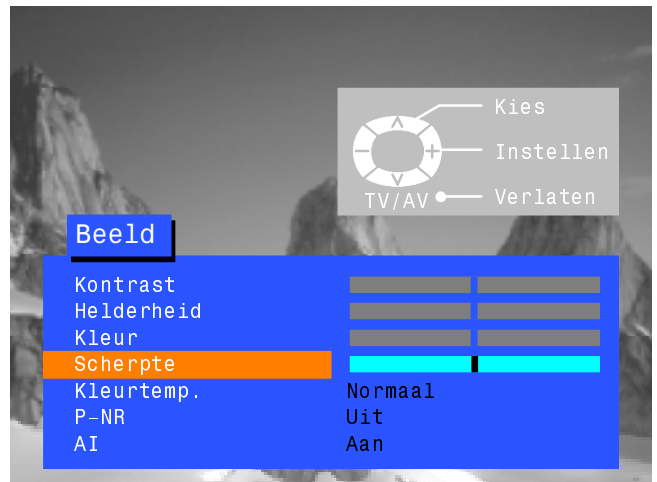 Kies
Instellen
TV/AV Verlaten
Beeld
Kontrast
Helderheid
Kleur
Scherpte
Kleurtemp. Normaal
P-NR Uit
AI Aan